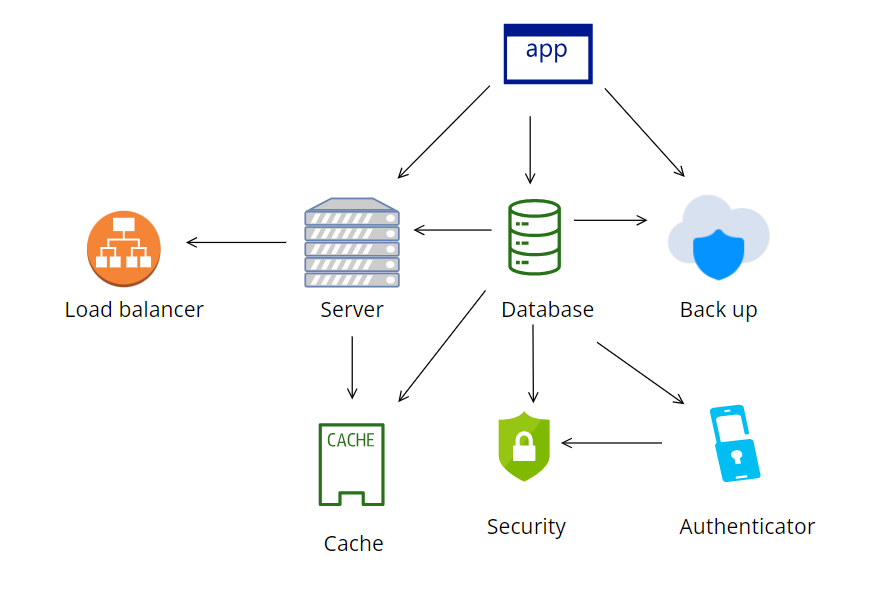 app
Load balancer
Server
Database
Back up
CACHE
Cache
Security
Authenticator